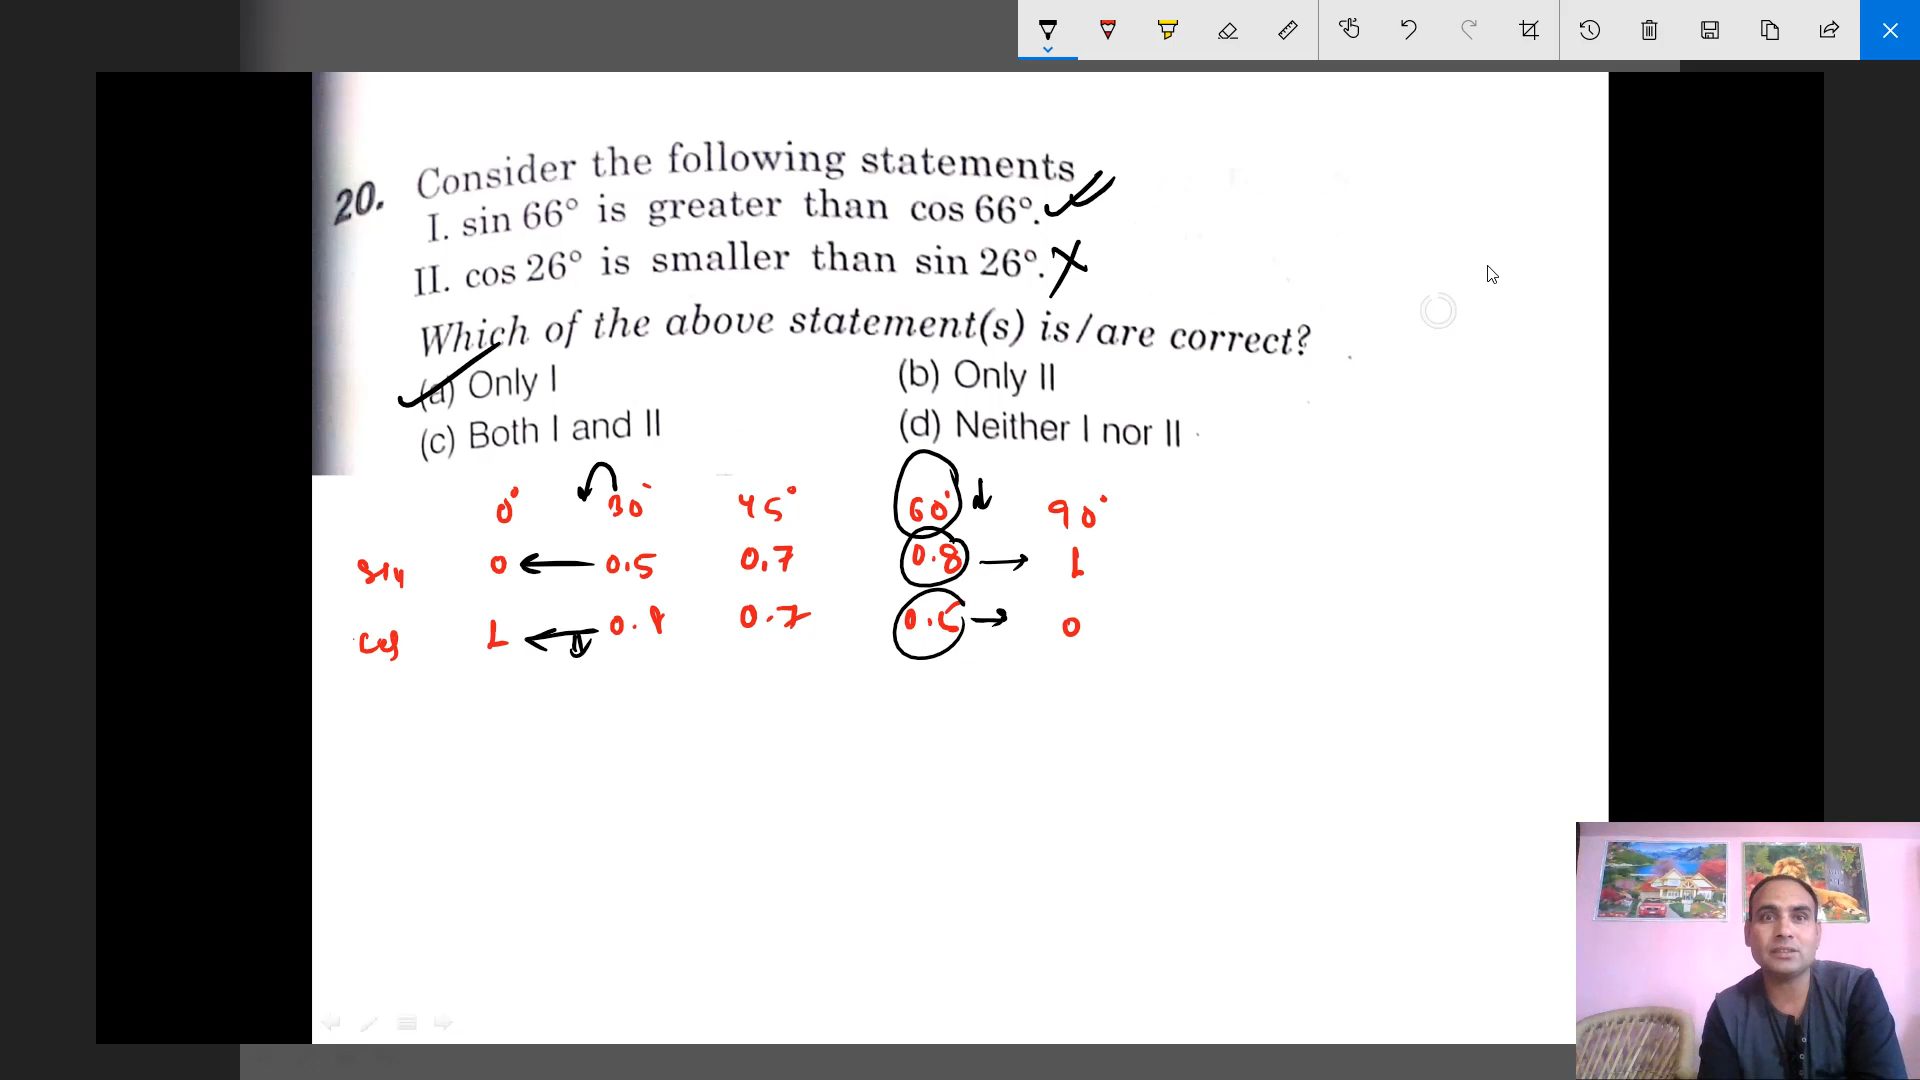 20. Consider the following statements
I. sin 66° is greater than cos 66°.
II. cos 26° is smaller than sin 26°.
Which of the above statement(s) is/are correct?
(a) Only I (b) Only II
(c) Both I and II (d) Neither I nor II
0° 30° 45° 60° 90°
sin 0 0.5 0.7 0.8 1
cos 1 0.8 0.7 0.5 0